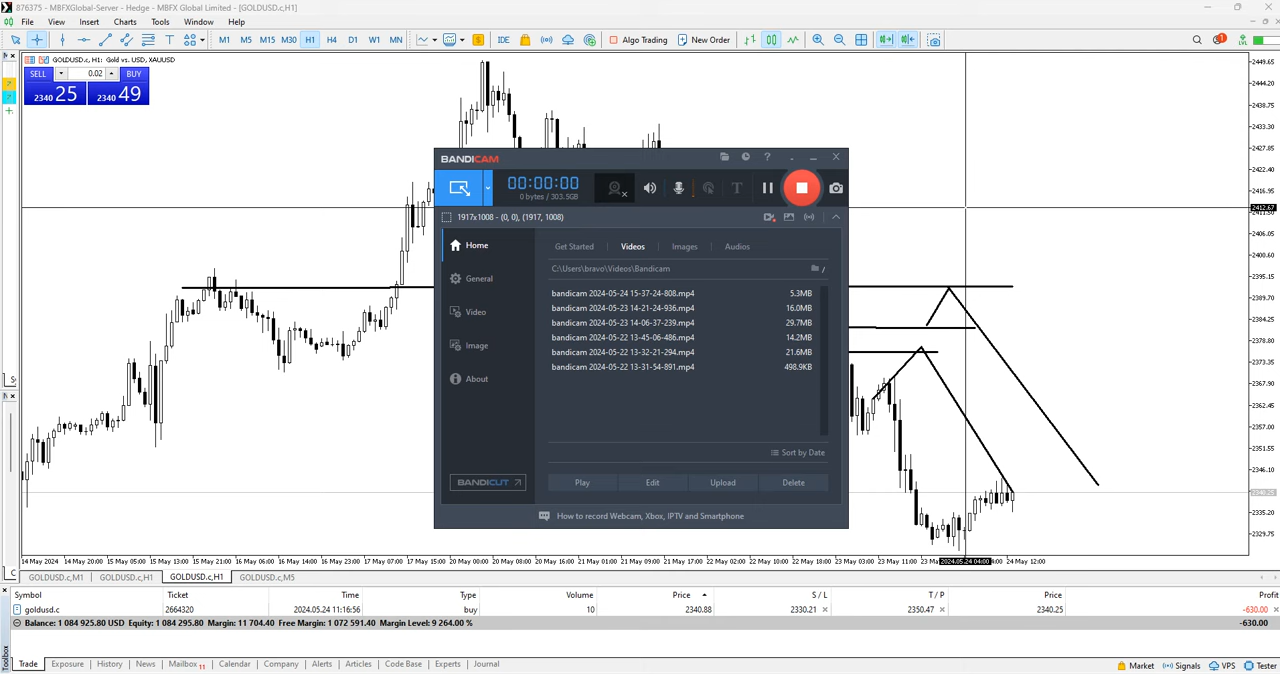 876375 - MBFXGlobal-Server - Hedge - MBFX Global Limited - [GOLDUSD.c,H1]
File View Insert Charts Tools Window Help
M1 M5 M15 M30 H1 H4 D1 W1 MN IDE Algo Trading New Order
GOLDUSD.c, H1: Gold vs. USD, XAUUSD
SELL 0.02 BUY
2340 25 2340 49
2449.65
2444.20
2438.75
2433.30
2427.85
2422.40
2416.95
2412.67
2411.50
2406.05
2400.60
2395.15
2389.70
2384.25
2378.80
2373.35
2367.90
2362.45
2357.00
2351.55
2346.10
2340.25
2335.20
2329.75
BANDICAM
00:00:00
0 bytes / 303.5GB
1917x1008 - (0, 0), (1917, 1008)
Home
General
Video
Image
About
BANDICUT
Get Started Videos Images Audios
C:\Users\bravo\Videos\Bandicam
bandicam 2024-05-24 15-37-24-808.mp4 5.3MB
bandicam 2024-05-23 14-21-24-936.mp4 16.0MB
bandicam 2024-05-23 14-06-37-239.mp4 29.7MB
bandicam 2024-05-22 13-45-06-486.mp4 14.2MB
bandicam 2024-05-22 13-32-21-294.mp4 21.6MB
bandicam 2024-05-22 13-31-54-891.mp4 498.9KB
Sort by Date
Play Edit Upload Delete
How to record Webcam, Xbox, IPTV and Smartphone
14 May 2024 14 May 20:00 15 May 05:00 15 May 13:00 15 May 21:00 16 May 06:00 16 May 14:00 16 May 23:00 17 May 07:00 17 May 15:00 20 May 00:00 20 May 08:00 20 May 16:00 21 May 01:00 21 May 09:00 21 May 17:00 22 May 02:00 22 May 10:00 22 May 18:00 23 May 03:00 23 May 11:00 23 Ma 2024.05.24 04:00 24 May 12:00
GOLDUSD.c,M1 GOLDUSD.c,H1 GOLDUSD.c,H1 GOLDUSD.c,M5
Symbol Ticket Time Type Volume Price S / L T / P Price Profit
goldusd.c 2664320 2024.05.24 11:16:56 buy 10 2340.88 2330.21 2350.47 2340.25 -630.00
Balance: 1 084 925.80 USD Equity: 1 084 295.80 Margin: 11 704.40 Free Margin: 1 072 591.40 Margin Level: 9 264.00 % -630.00
Toolbox
Trade Exposure History News Mailbox 11 Calendar Company Alerts Articles Code Base Experts Journal Market Signals VPS Tester